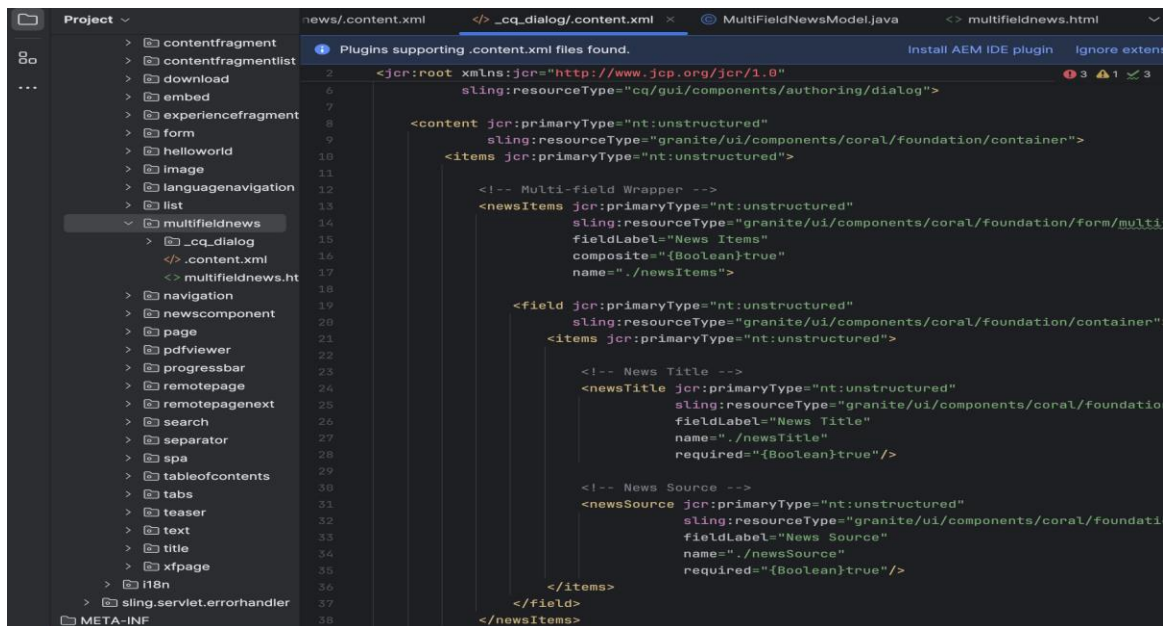 Project
contentfragment
contentfragmentlist
download
embed
experiencefragment
form
helloworld
image
languagenavigation
list
multifieldnews
_cq_dialog
.content.xml
multifieldnews.ht
navigation
newscomponent
page
pdfviewer
progressbar
remotepage
remotepagenext
search
separator
spa
tableofcontents
tabs
teaser
text
title
xfpage
i18n
sling.servlet.errorhandler
META-INF
news/.content.xml </> _cq_dialog/.content.xml × © MultiFieldNewsModel.java <> multifieldnews.html
Plugins supporting .content.xml files found. Install AEM IDE plugin Ignore extens
2 <jcr:root xmlns:jcr="http://www.jcp.org/jcr/1.0" 3 1 3
6 sling:resourceType="cq/gui/components/authoring/dialog">
7
8 <content jcr:primaryType="nt:unstructured"
9 sling:resourceType="granite/ui/components/coral/foundation/container">
10 <items jcr:primaryType="nt:unstructured">
11
12 <!-- Multi-field Wrapper -->
13 <newsItems jcr:primaryType="nt:unstructured"
14 sling:resourceType="granite/ui/components/coral/foundation/form/multi
15 fieldLabel="News Items"
16 composite="{Boolean}true"
17 name="./newsItems">
18
19 <field jcr:primaryType="nt:unstructured"
20 sling:resourceType="granite/ui/components/coral/foundation/container"
21 <items jcr:primaryType="nt:unstructured">
22
23 <!-- News Title -->
24 <newsTitle jcr:primaryType="nt:unstructured"
25 sling:resourceType="granite/ui/components/coral/foundatio
26 fieldLabel="News Title"
27 name="./newsTitle"
28 required="{Boolean}true"/>
29
30 <!-- News Source -->
31 <newsSource jcr:primaryType="nt:unstructured"
32 sling:resourceType="granite/ui/components/coral/foundati
33 fieldLabel="News Source"
34 name="./newsSource"
35 required="{Boolean}true"/>
36 </items>
37 </field>
38 </newsItems>